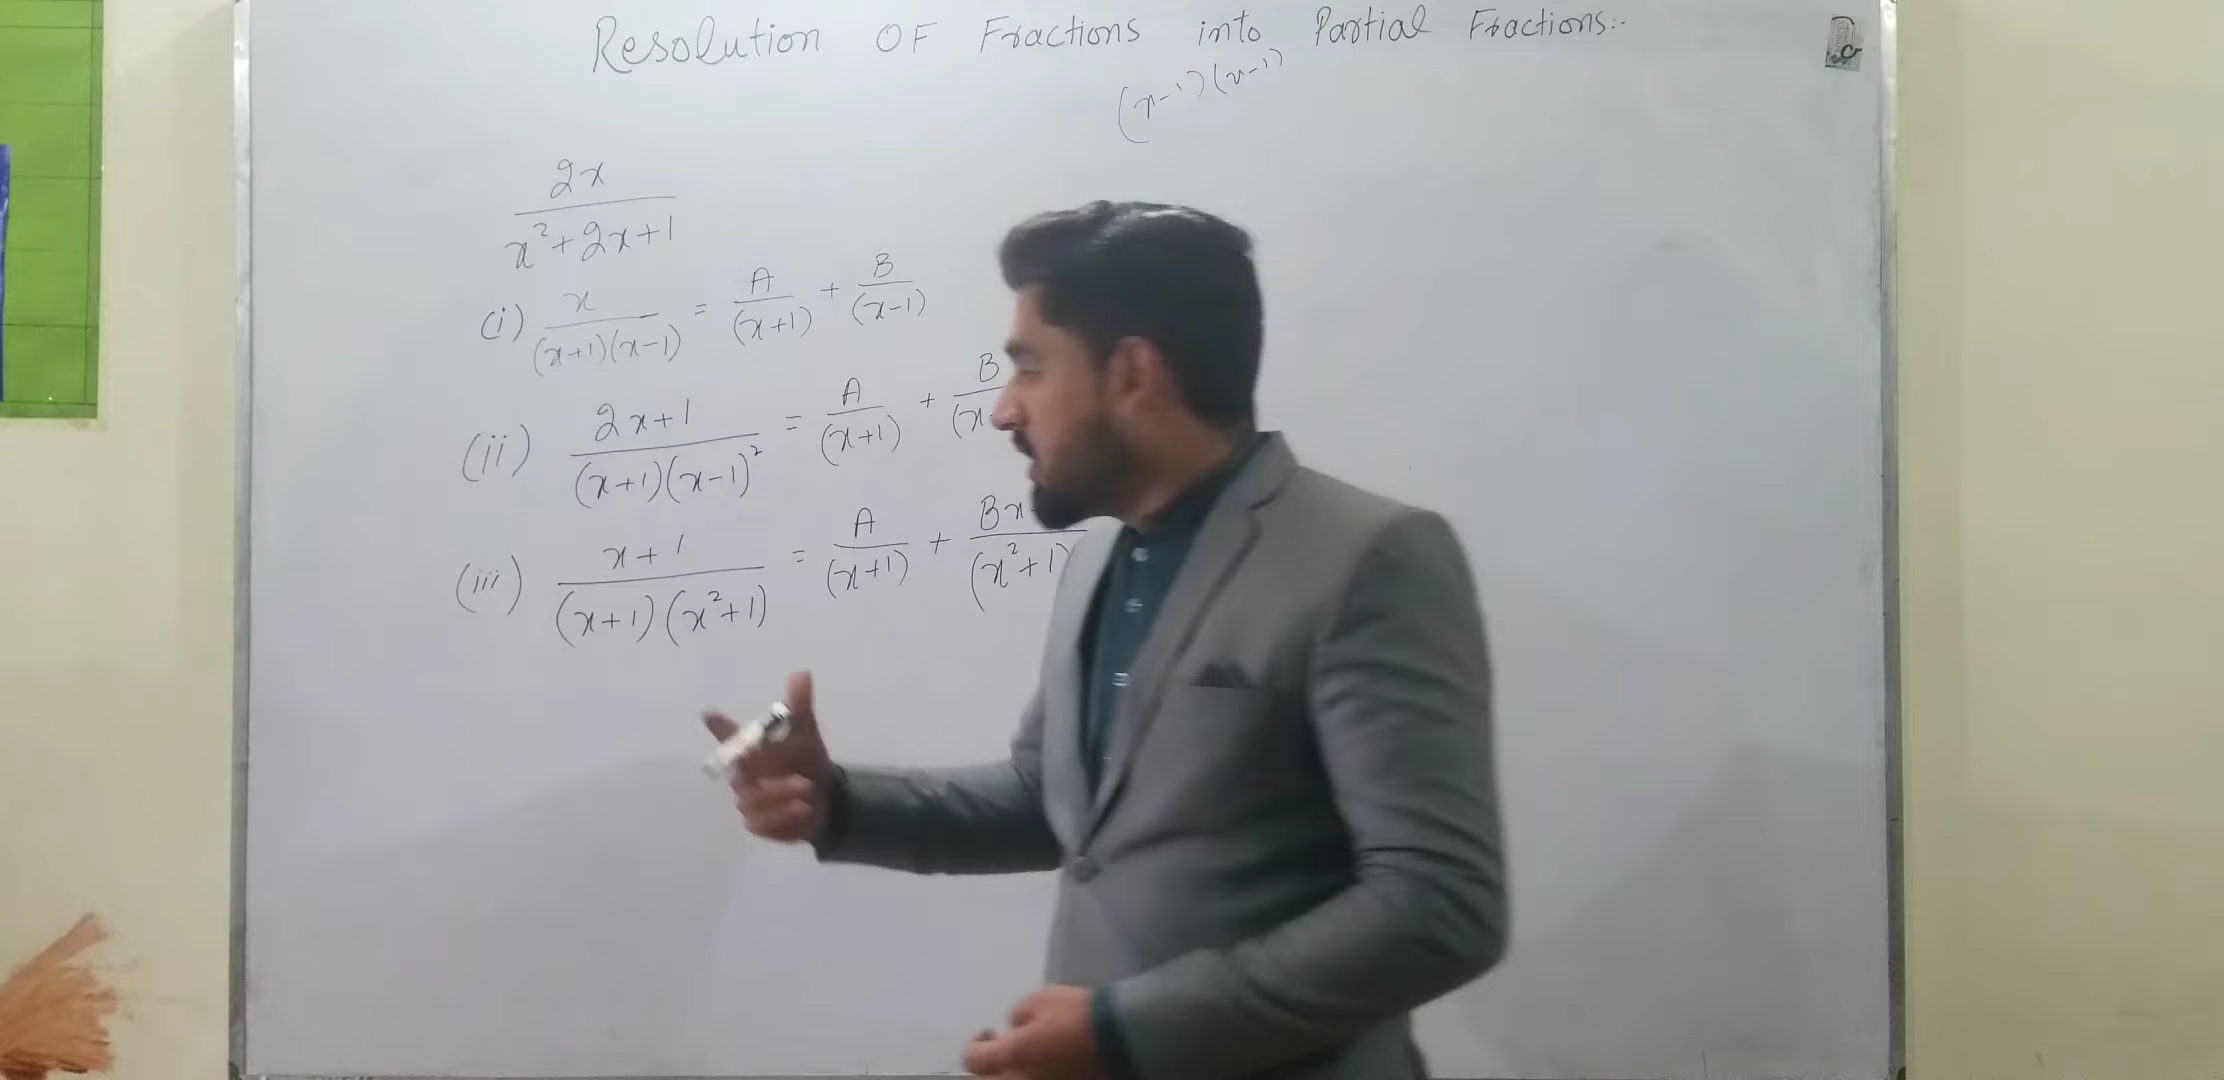 Resolution OF Fractions into Partial Fractions:-
(x-1)(x-1)
2x / x²+2x+1
(i) x / (x+1)(x-1) = A / (x+1) + B / (x-1)
(ii) 2x+1 / (x+1)(x-1)² = A / (x+1) + B / (x
(iii) x+1 / (x+1)(x²+1) = A / (x+1) + Bx / (x²+1)